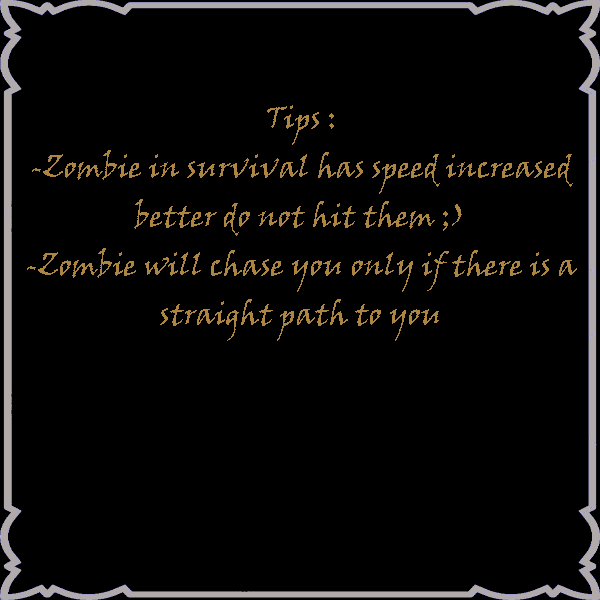 Tips :
-Zombie in survival has speed increased
better do not hit them ;)
-Zombie will chase you only if there is a
straight path to you